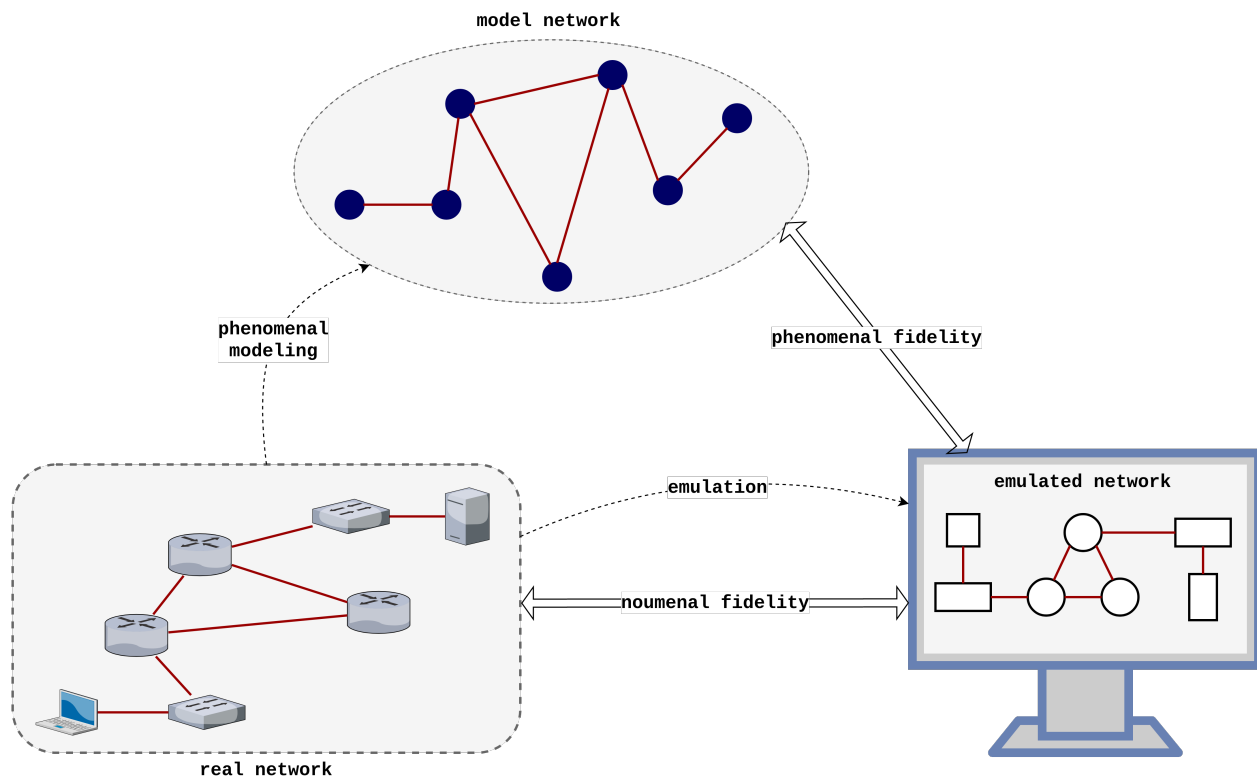 model network
phenomenal
modeling
phenomenal fidelity
emulation
emulated network
noumenal fidelity
real network